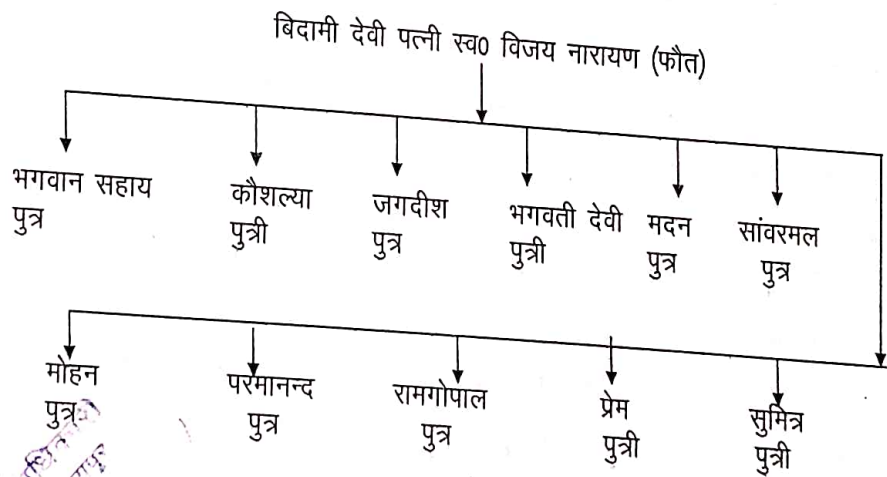 बिदामी देवी पत्नी स्व0 विजय नारायण (फौत)
भगवान सहाय
पुत्र
कौशल्या
पुत्री
जगदीश
पुत्र
भगवती देवी
पुत्री
मदन
पुत्र
सांवरमल
पुत्र
मोहन
पुत्र
परमानन्द
पुत्र
रामगोपाल
पुत्र
प्रेम
पुत्री
सुमित्र
पुत्री